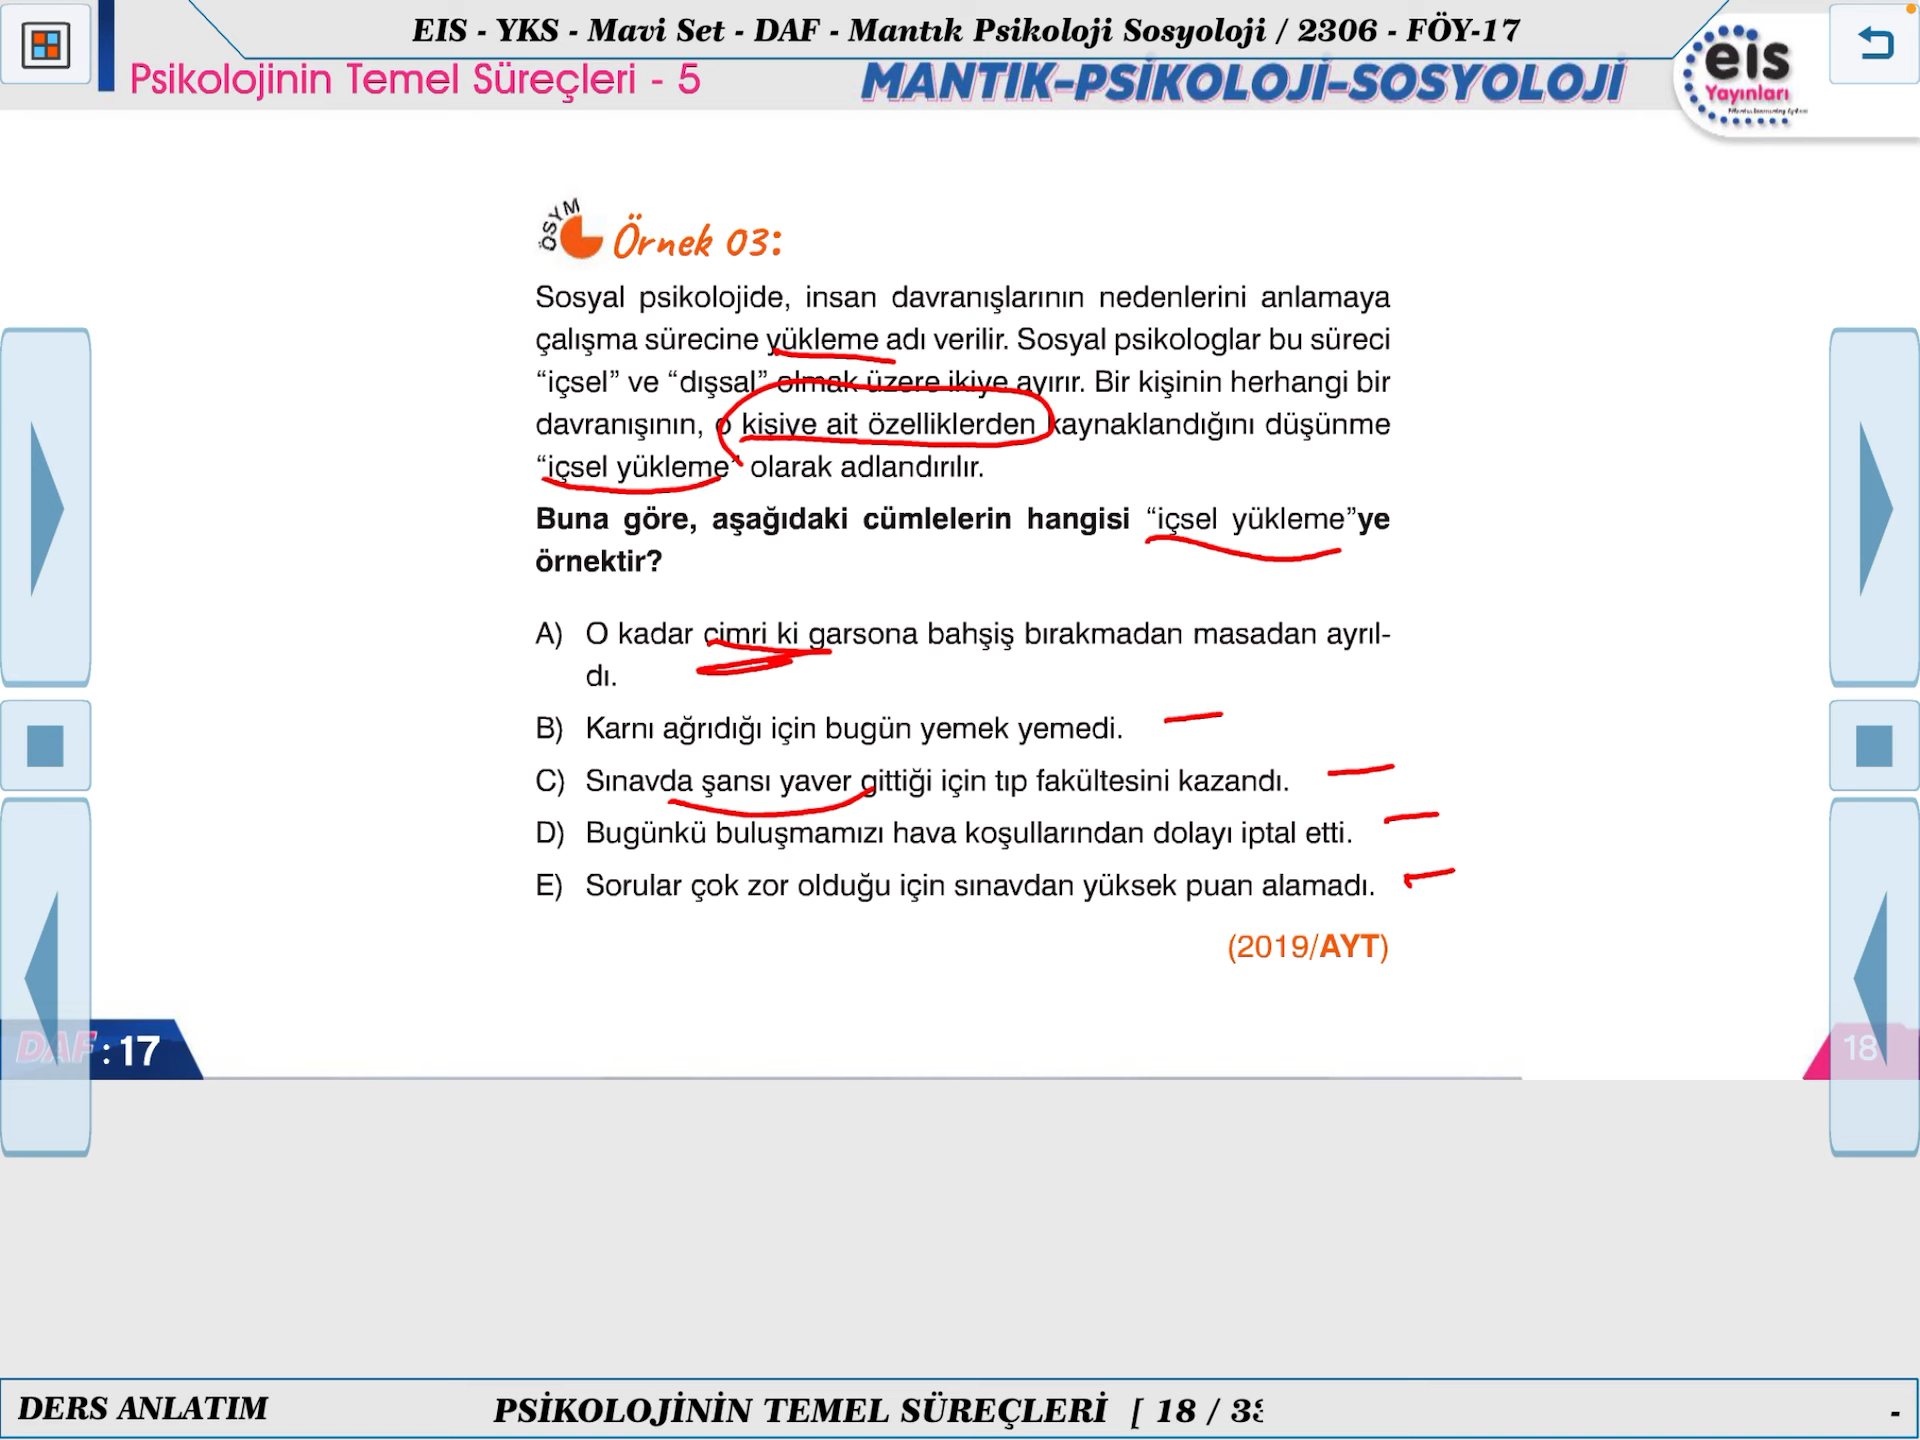 EIS - YKS - Mavi Set - DAF - Mantık Psikoloji Sosyoloji / 2306 - FÖY-17
Psikolojinin Temel Süreçleri - 5
MANTIK-PSİKOLOJİ-SOSYOLOJİ
eis
Yayınları
ÖSYM
Örnek 03:
Sosyal psikolojide, insan davranışlarının nedenlerini anlamaya
çalışma sürecine yükleme adı verilir. Sosyal psikologlar bu süreci
“içsel” ve “dışsal” olmak üzere ikiye ayırır. Bir kişinin herhangi bir
davranışının, o kişiye ait özelliklerden kaynaklandığını düşünme
“içsel yükleme” olarak adlandırılır.
Buna göre, aşağıdaki cümlelerin hangisi “içsel yükleme”ye
örnektir?
A) O kadar cimri ki garsona bahşiş bırakmadan masadan ayrıl-
dı.
B) Karnı ağrıdığı için bugün yemek yemedi.
C) Sınavda şansı yaver gittiği için tıp fakültesini kazandı.
D) Bugünkü buluşmamızı hava koşullarından dolayı iptal etti.
E) Sorular çok zor olduğu için sınavdan yüksek puan alamadı.
(2019/AYT)
DAF : 17
18
DERS ANLATIM
PSİKOLOJİNİN TEMEL SÜREÇLERİ [ 18 / 3
-